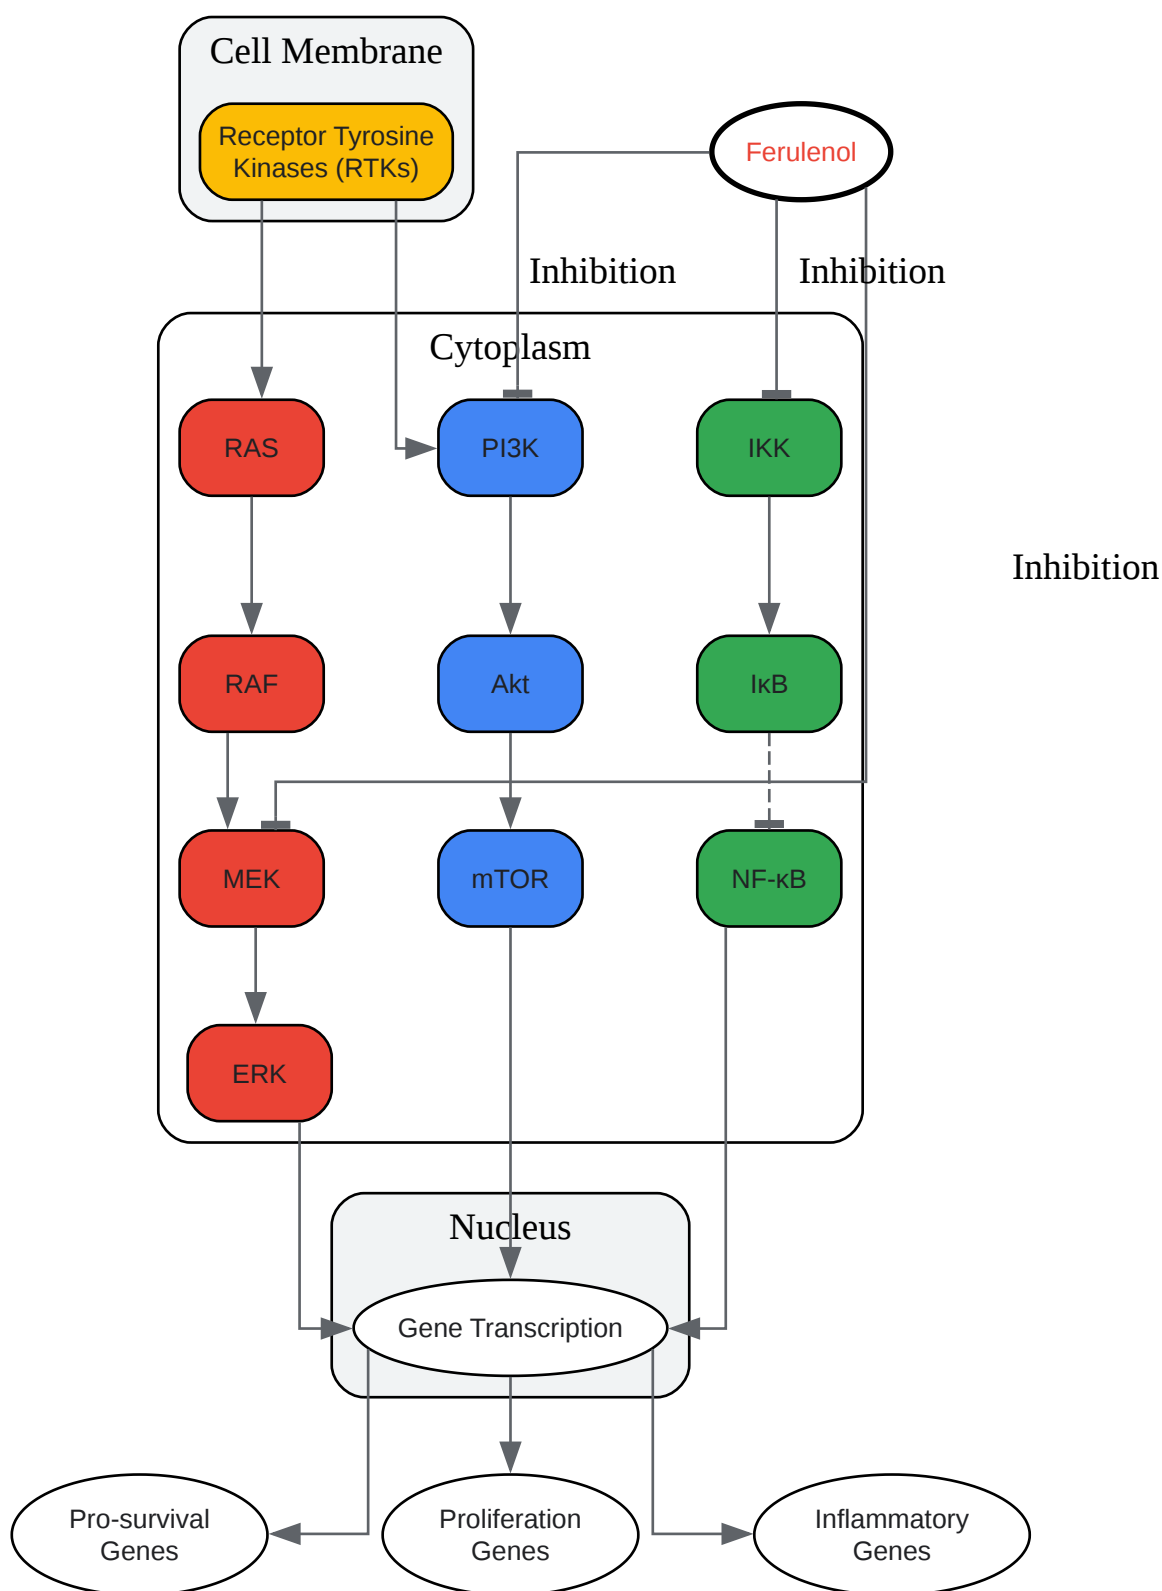 Cell Membrane
Receptor Tyrosine
Kinases (RTKs)
Ferulenol
Inhibition
Inhibition
Cytoplasm
RAS
PI3K
IKK
Inhibition
RAF
Akt
IκB
MEK
mTOR
NF-κB
ERK
Nucleus
Gene Transcription
Pro-survival
Genes
Proliferation
Genes
Inflammatory
Genes